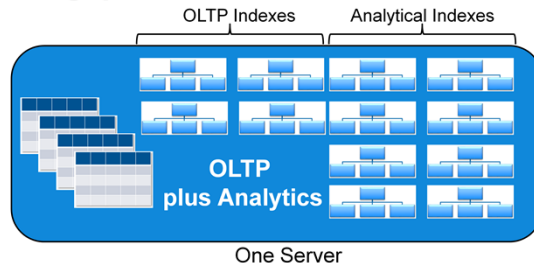 OLTP Indexes
Analytical Indexes
OLTP
plus Analytics
One Server